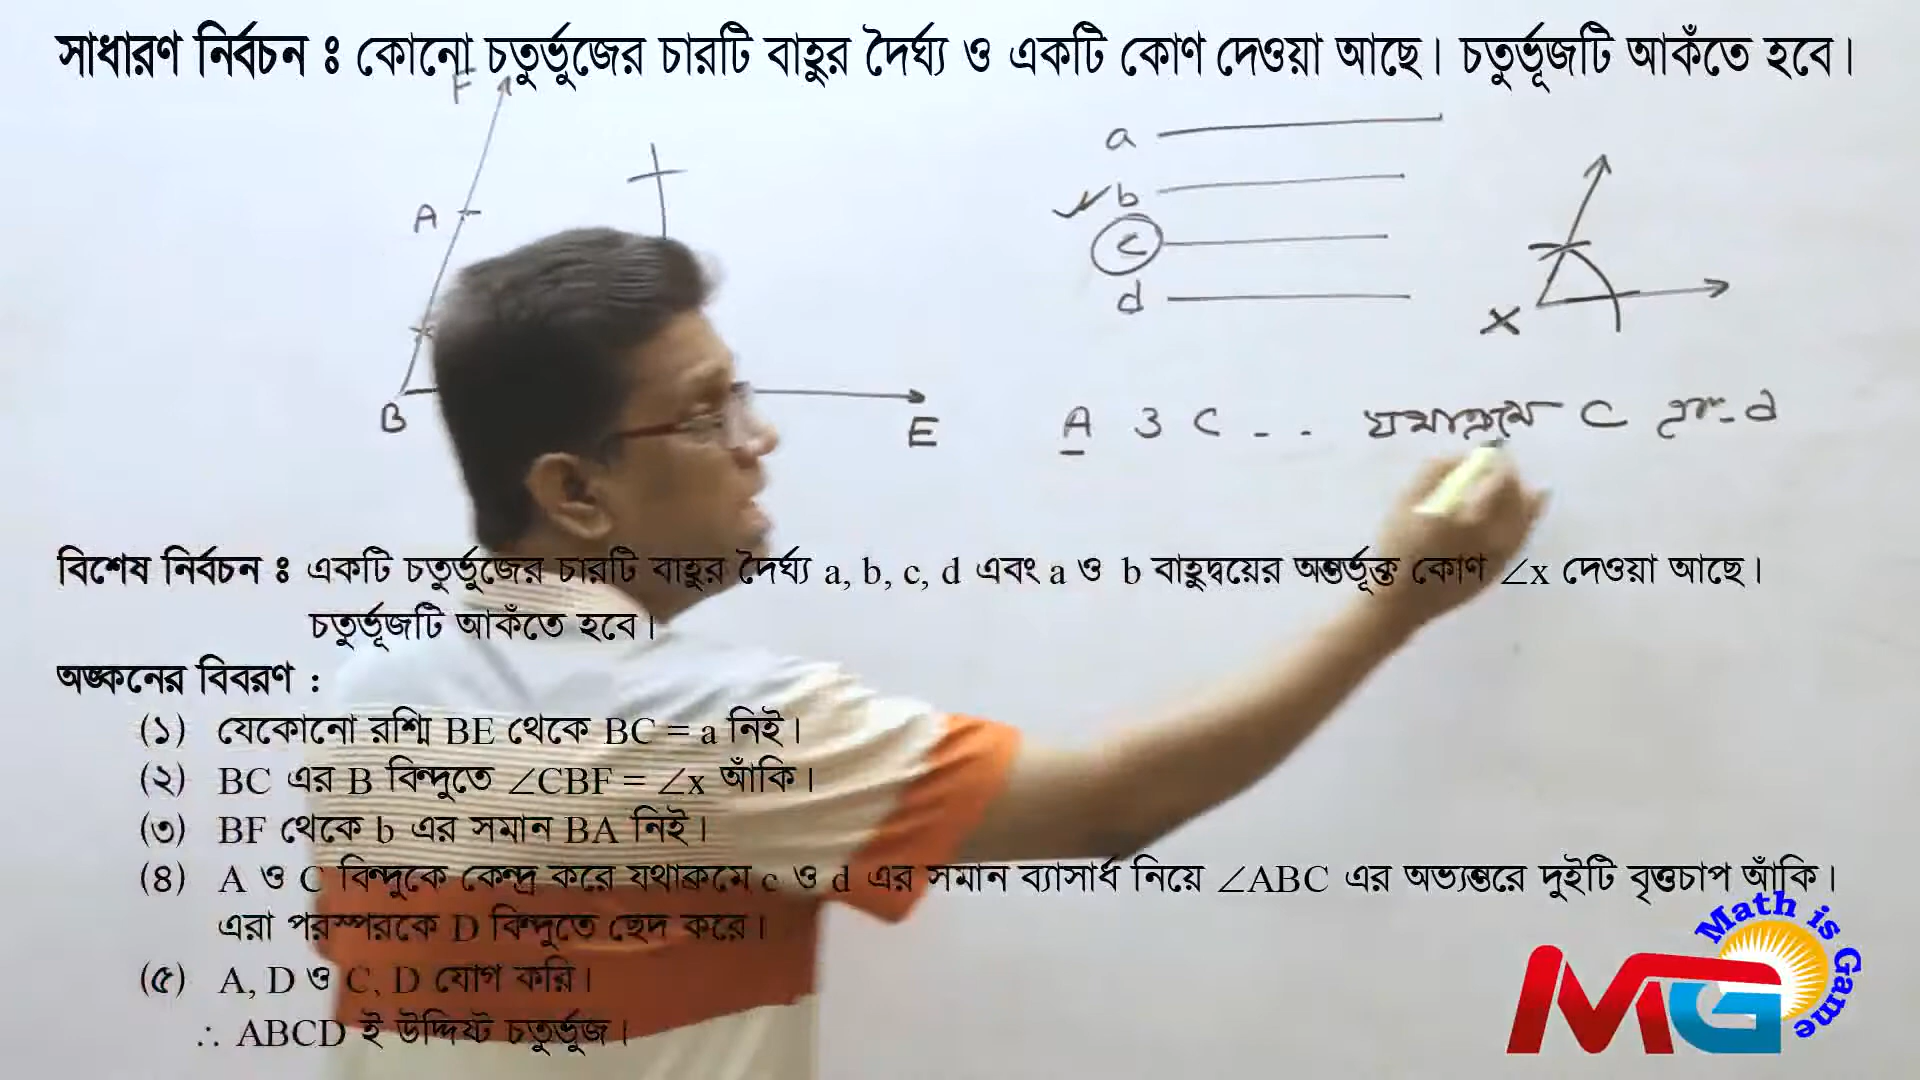 সাধারণ নির্বচন ঃ কোনো চতুর্ভুজের চারটি বাহুর দৈর্ঘ্য ও একটি কোণ দেওয়া আছে। চতুর্ভূজটি আকঁতে হবে।
F
A
B
E
a
b
c
d
x
A ও C - - যথাক্রমে C d
বিশেষ নির্বচন ঃ একটি চতুর্ভুজের চারটি বাহুর দৈর্ঘ্য a, b, c, d এবং a ও b বাহুদ্বয়ের অন্তর্ভূক্ত কোণ ∠x দেওয়া আছে।
চতুর্ভূজটি আকঁতে হবে।
অঙ্কনের বিবরণ :
(১) যেকোনো রশ্মি BE থেকে BC = a নিই।
(২) BC এর B বিন্দুতে ∠CBF = ∠x আঁকি।
(৩) BF থেকে b এর সমান BA নিই।
(৪) A ও C বিন্দুকে কেন্দ্র করে যথাক্রমে c ও d এর সমান ব্যাসার্ধ নিয়ে ∠ABC এর অভ্যন্তরে দুইটি বৃত্তচাপ আঁকি।
এরা পরস্পরকে D বিন্দুতে ছেদ করে।
(৫) A, D ও C, D যোগ করি।
∴ ABCD ই উদ্দিষ্ট চতুর্ভুজ।
MG Math is Game